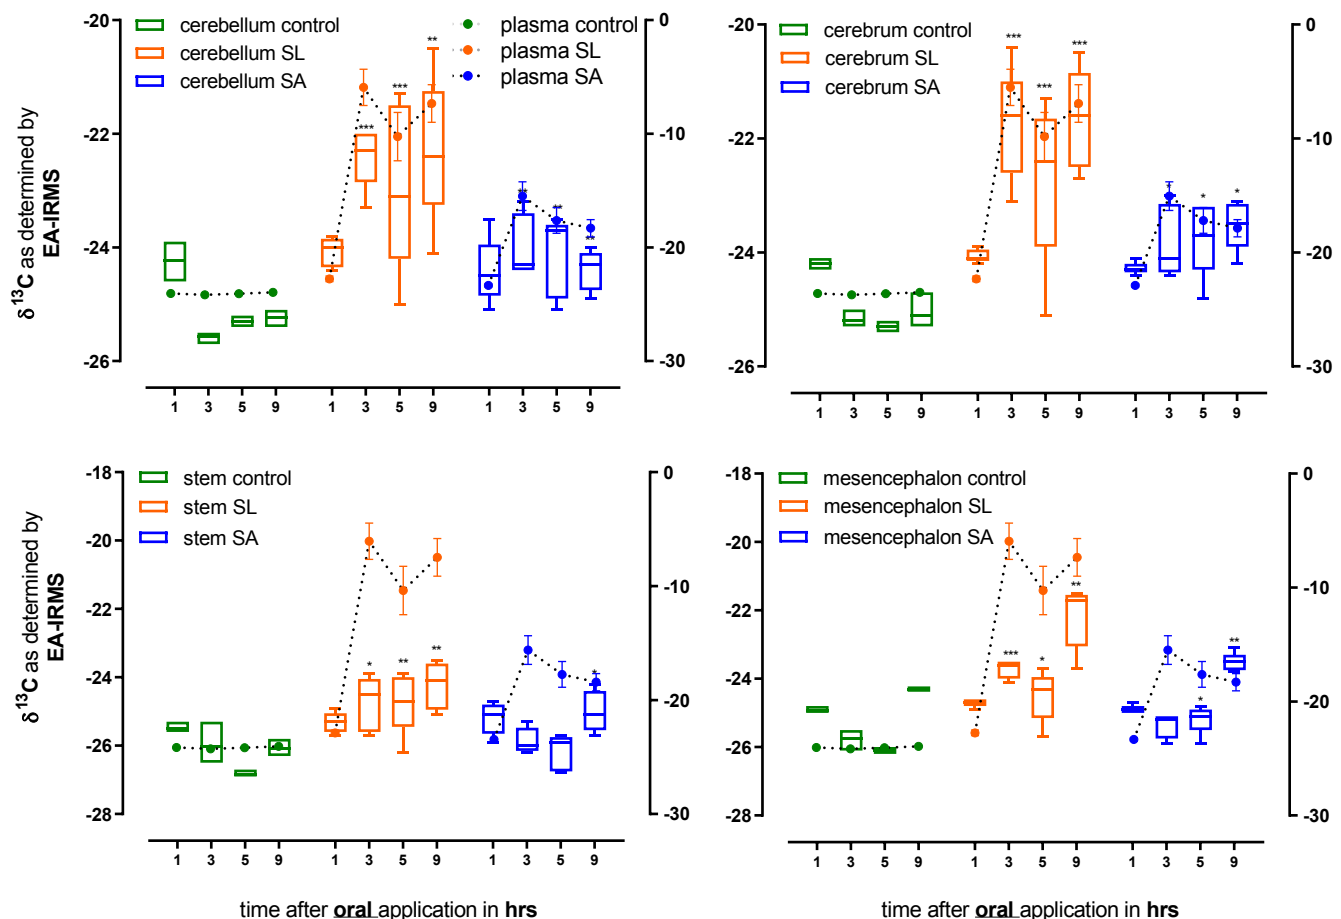 cerebellum control
cerebellum SL
cerebellum SA
plasma control
plasma SL
plasma SA
δ 13C as determined by
EA-IRMS
-20
-22
-24
-26
0
-10
-20
-30
** *** *** ** ** **
1 3 5 9 1 3 5 9 1 3 5 9
cerebrum control
cerebrum SL
cerebrum SA
-20
-22
-24
-26
0
-10
-20
-30
*** *** *** * * *
1 3 5 9 1 3 5 9 1 3 5 9
stem control
stem SL
stem SA
δ 13C as determined by
EA-IRMS
-18
-20
-22
-24
-26
-28
0
-10
-20
-30
* ** ** *
1 3 5 9 1 3 5 9 1 3 5 9
time after oral application in hrs
mesencephalon control
mesencephalon SL
mesencephalon SA
-18
-20
-22
-24
-26
-28
0
-10
-20
-30
*** * ** * **
1 3 5 9 1 3 5 9 1 3 5 9
time after oral application in hrs